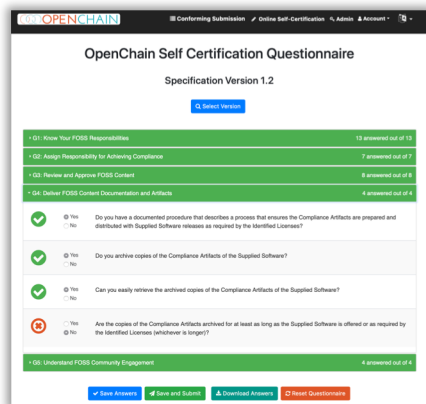 OPENCHAIN
Conforming Submission Online Self-Certification Admin Account
OpenChain Self Certification Questionnaire
Specification Version 1.2
Select Version
G1: Know Your FOSS Responsibilities 13 answered out of 13
G2: Assign Responsibility for Achieving Compliance 7 answered out of 7
G3: Review and Approve FOSS Content 8 answered out of 8
G4: Deliver FOSS Content Documentation and Artifacts 4 answered out of 4
Yes Do you have a documented procedure that describes a process that ensures the Compliance Artifacts are prepared and
No distributed with Supplied Software releases as required by the Identified Licenses?
Yes Do you archive copies of the Compliance Artifacts of the Supplied Software?
No
Yes Can you easily retrieve the archived copies of the Compliance Artifacts of the Supplied Software?
No
Yes Are the copies of the Compliance Artifacts archived for at least as long as the Supplied Software is offered or as required by
No the Identified Licenses (whichever is longer)?
G5: Understand FOSS Community Engagement 4 answered out of 4
Save Answers Save and Submit Download Answers Reset Questionnaire